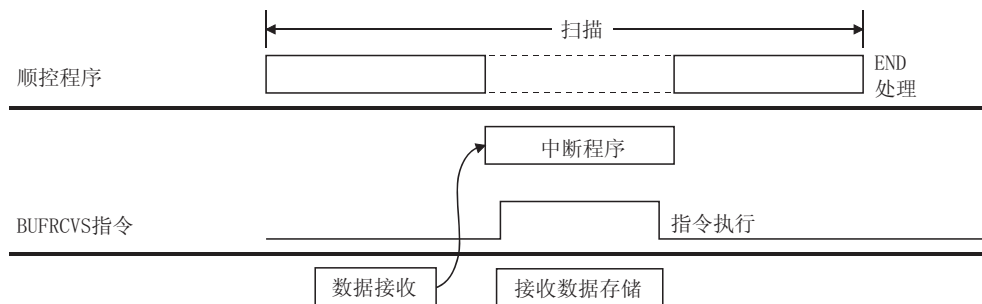 扫描
顺控程序
END
处理
中断程序
BUFRCVS指令
指令执行
数据接收
接收数据存储